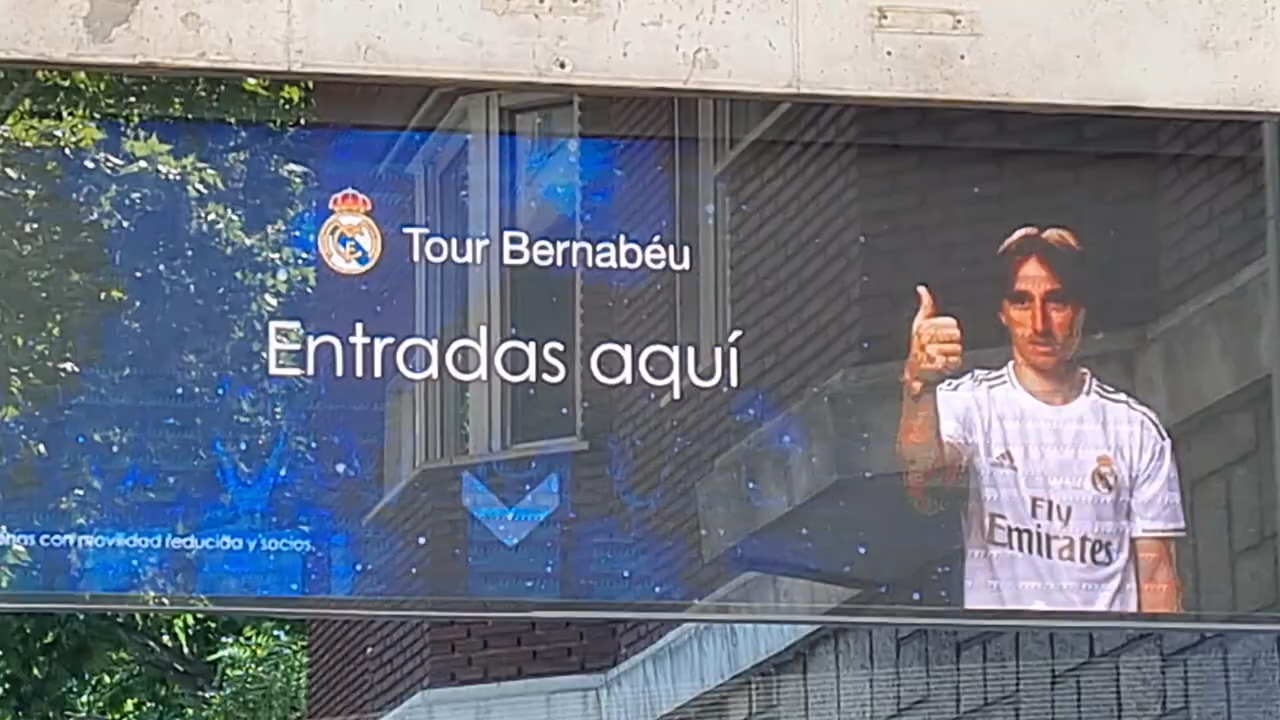 Tour Bernabéu
Entradas aquí
con movilidad reducida y socios.
Fly
Emirates